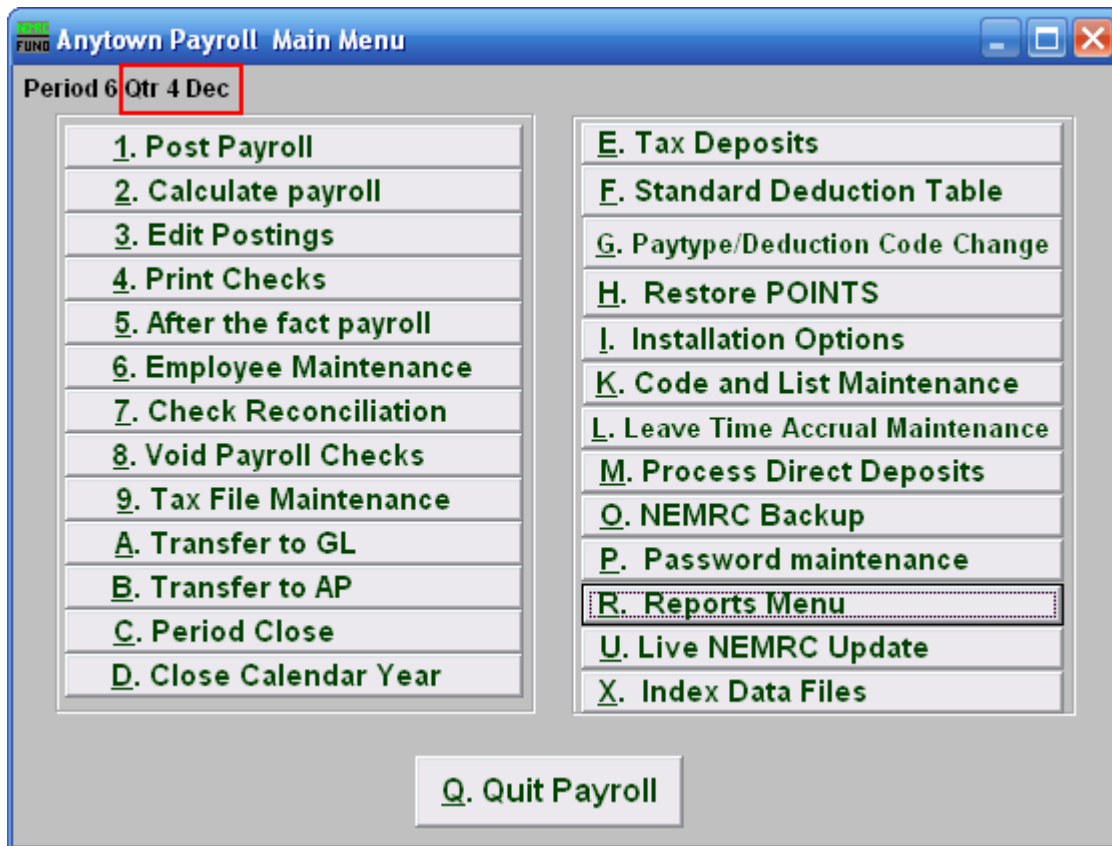 NEMRC
FUND Anytown Payroll Main Menu
Period 6 Qtr 4 Dec
1. Post Payroll
2. Calculate payroll
3. Edit Postings
4. Print Checks
5. After the fact payroll
6. Employee Maintenance
7. Check Reconciliation
8. Void Payroll Checks
9. Tax File Maintenance
A. Transfer to GL
B. Transfer to AP
C. Period Close
D. Close Calendar Year
E. Tax Deposits
F. Standard Deduction Table
G. Paytype/Deduction Code Change
H. Restore POINTS
I. Installation Options
K. Code and List Maintenance
L. Leave Time Accrual Maintenance
M. Process Direct Deposits
O. NEMRC Backup
P. Password maintenance
R. Reports Menu
U. Live NEMRC Update
X. Index Data Files
Q. Quit Payroll